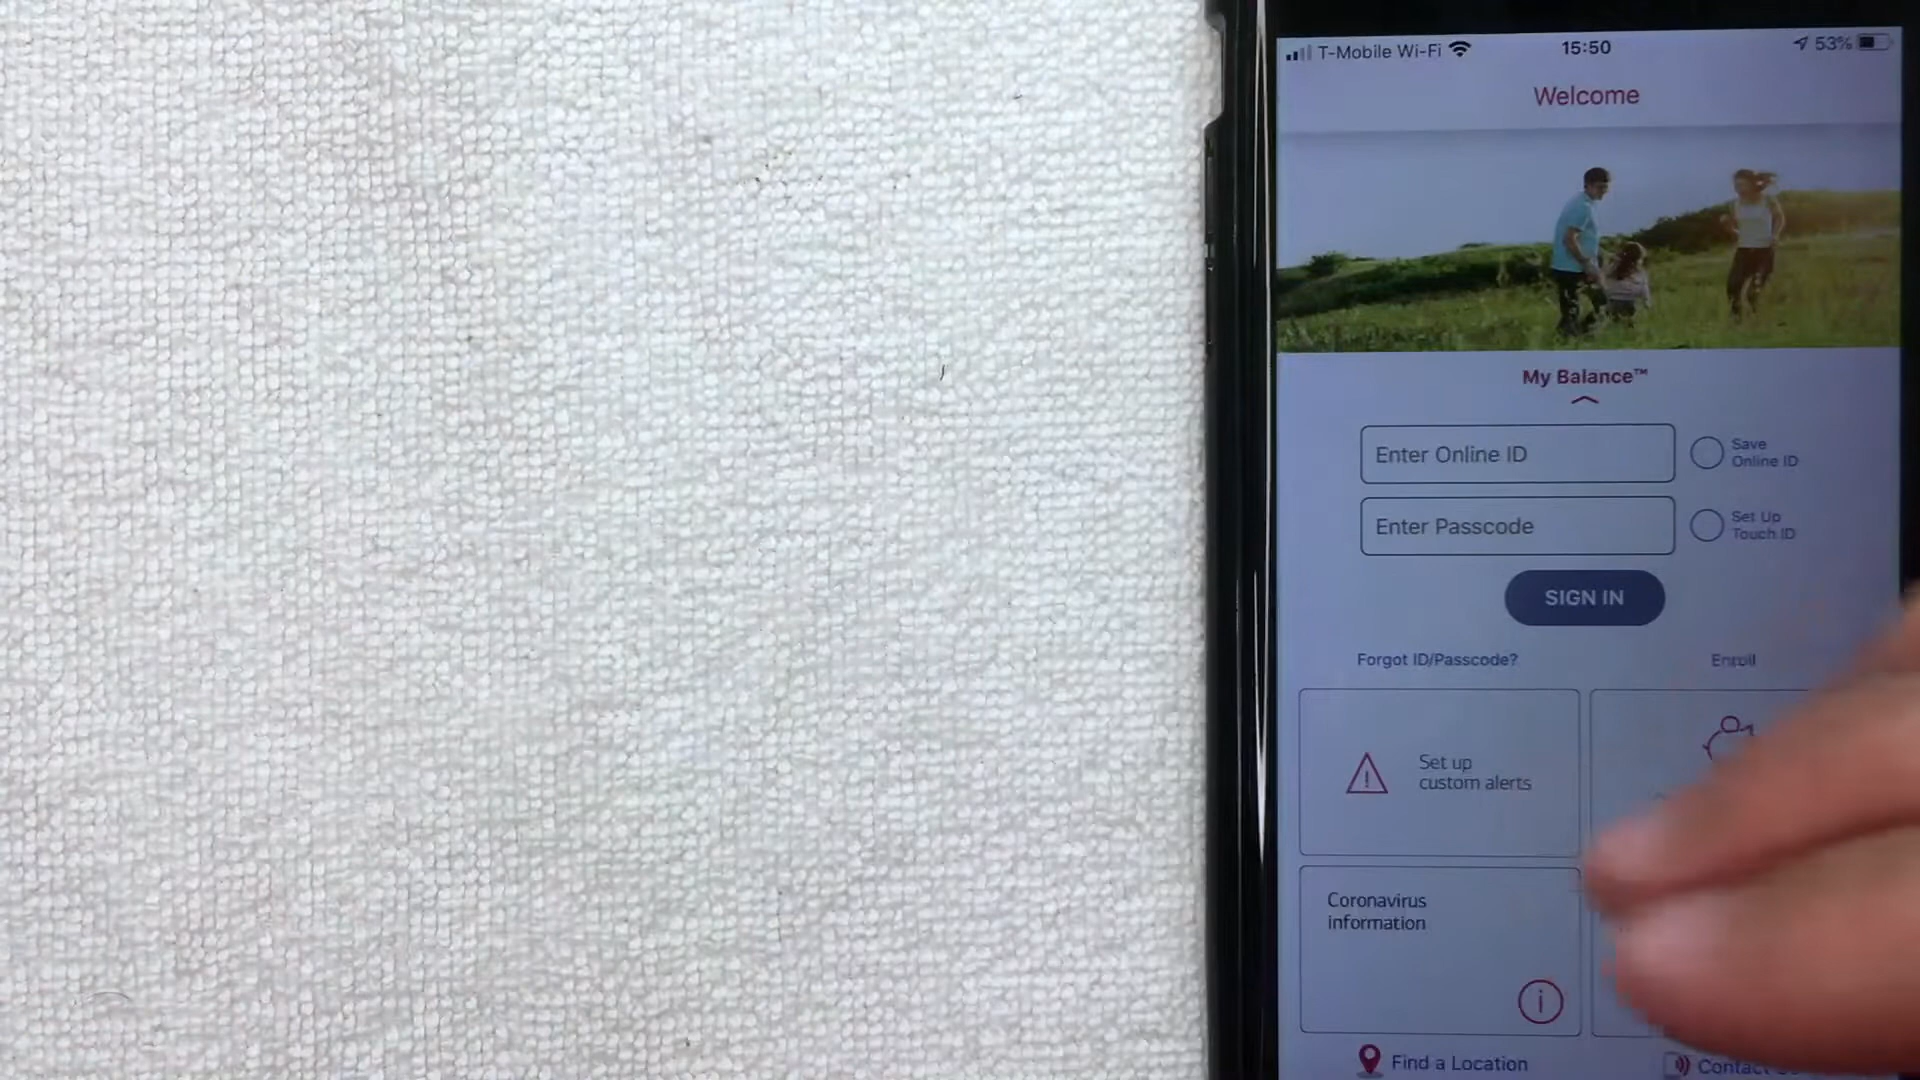 T-Mobile Wi-Fi 15:50 53%
Welcome
My Balance™
Enter Online ID
Save
Online ID
Enter Passcode
Set Up
Touch ID
SIGN IN
Forgot ID/Passcode? Enroll
Set up
custom alerts
Coronavirus
information
Find a Location Contact